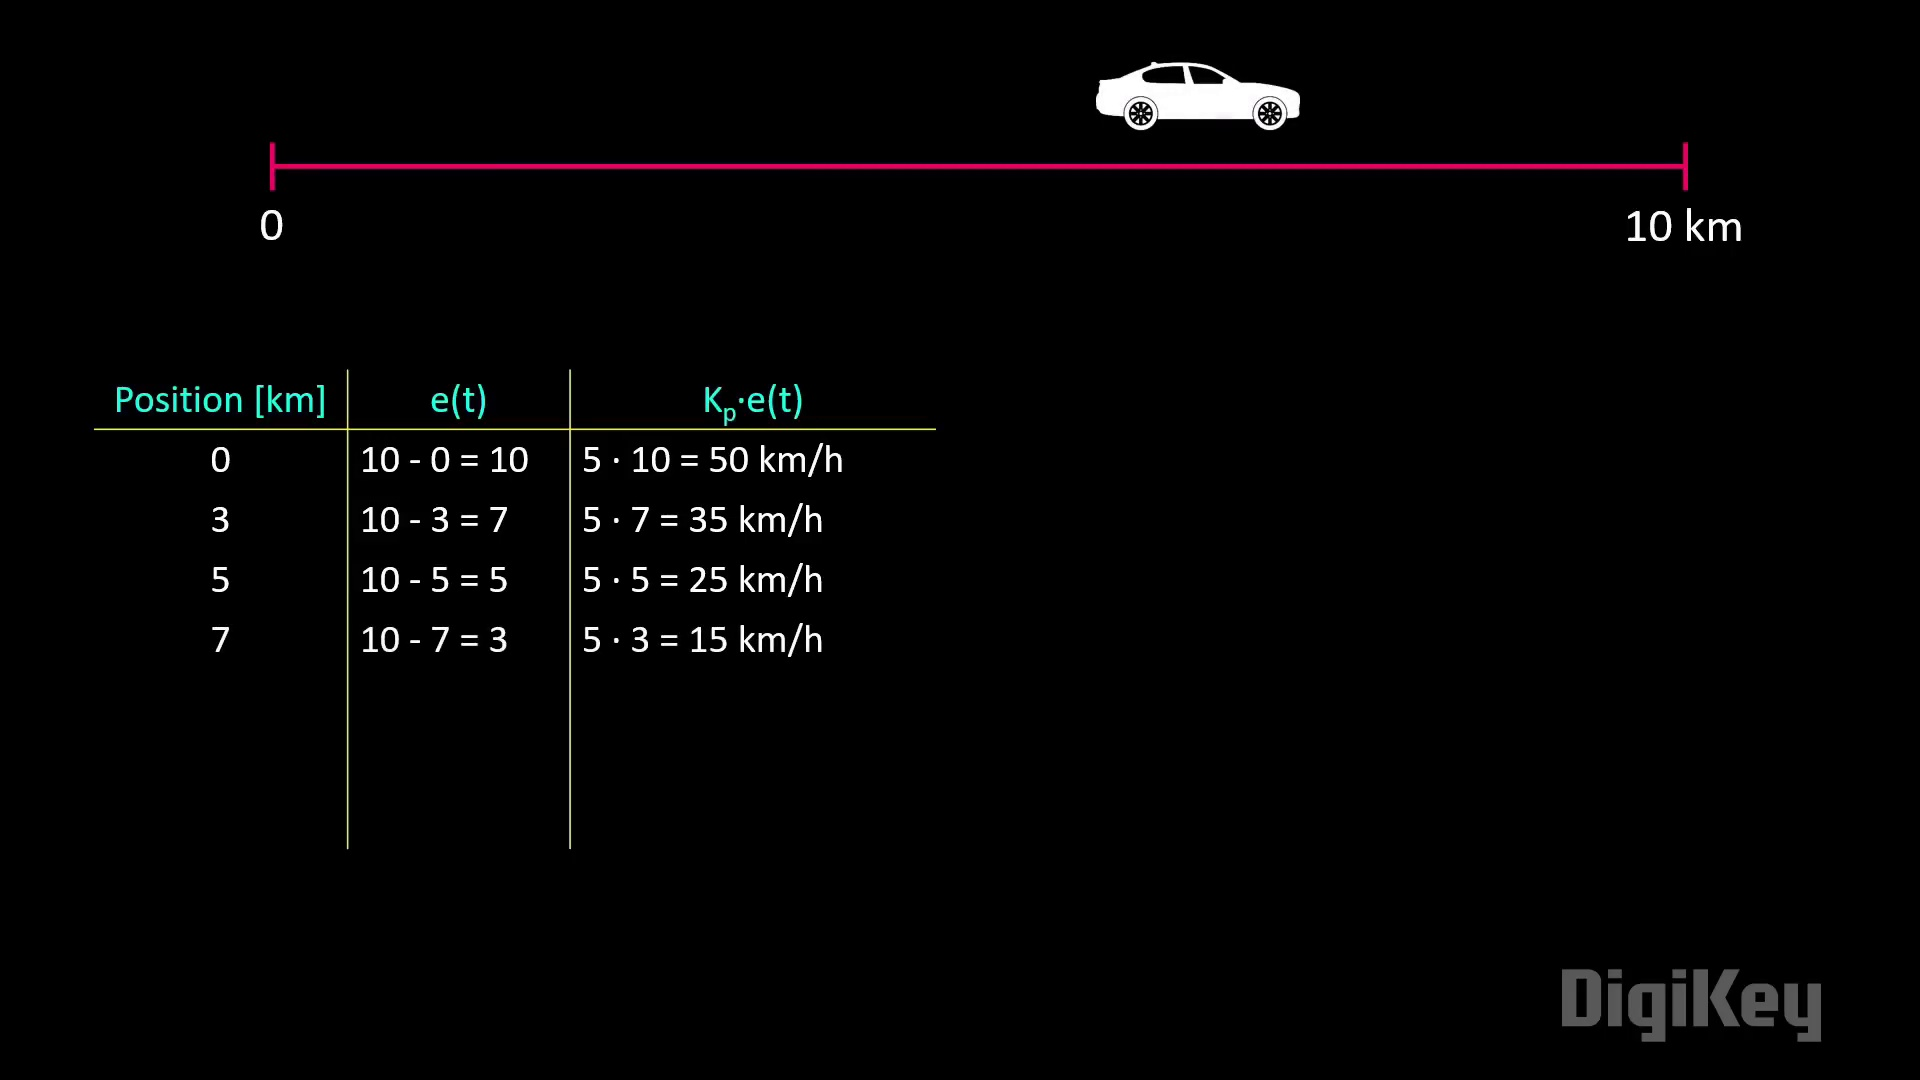 0
10 km
Position [km] e(t) Kp·e(t)
0 10 - 0 = 10 5 · 10 = 50 km/h
3 10 - 3 = 7 5 · 7 = 35 km/h
5 10 - 5 = 5 5 · 5 = 25 km/h
7 10 - 7 = 3 5 · 3 = 15 km/h
DigiKey